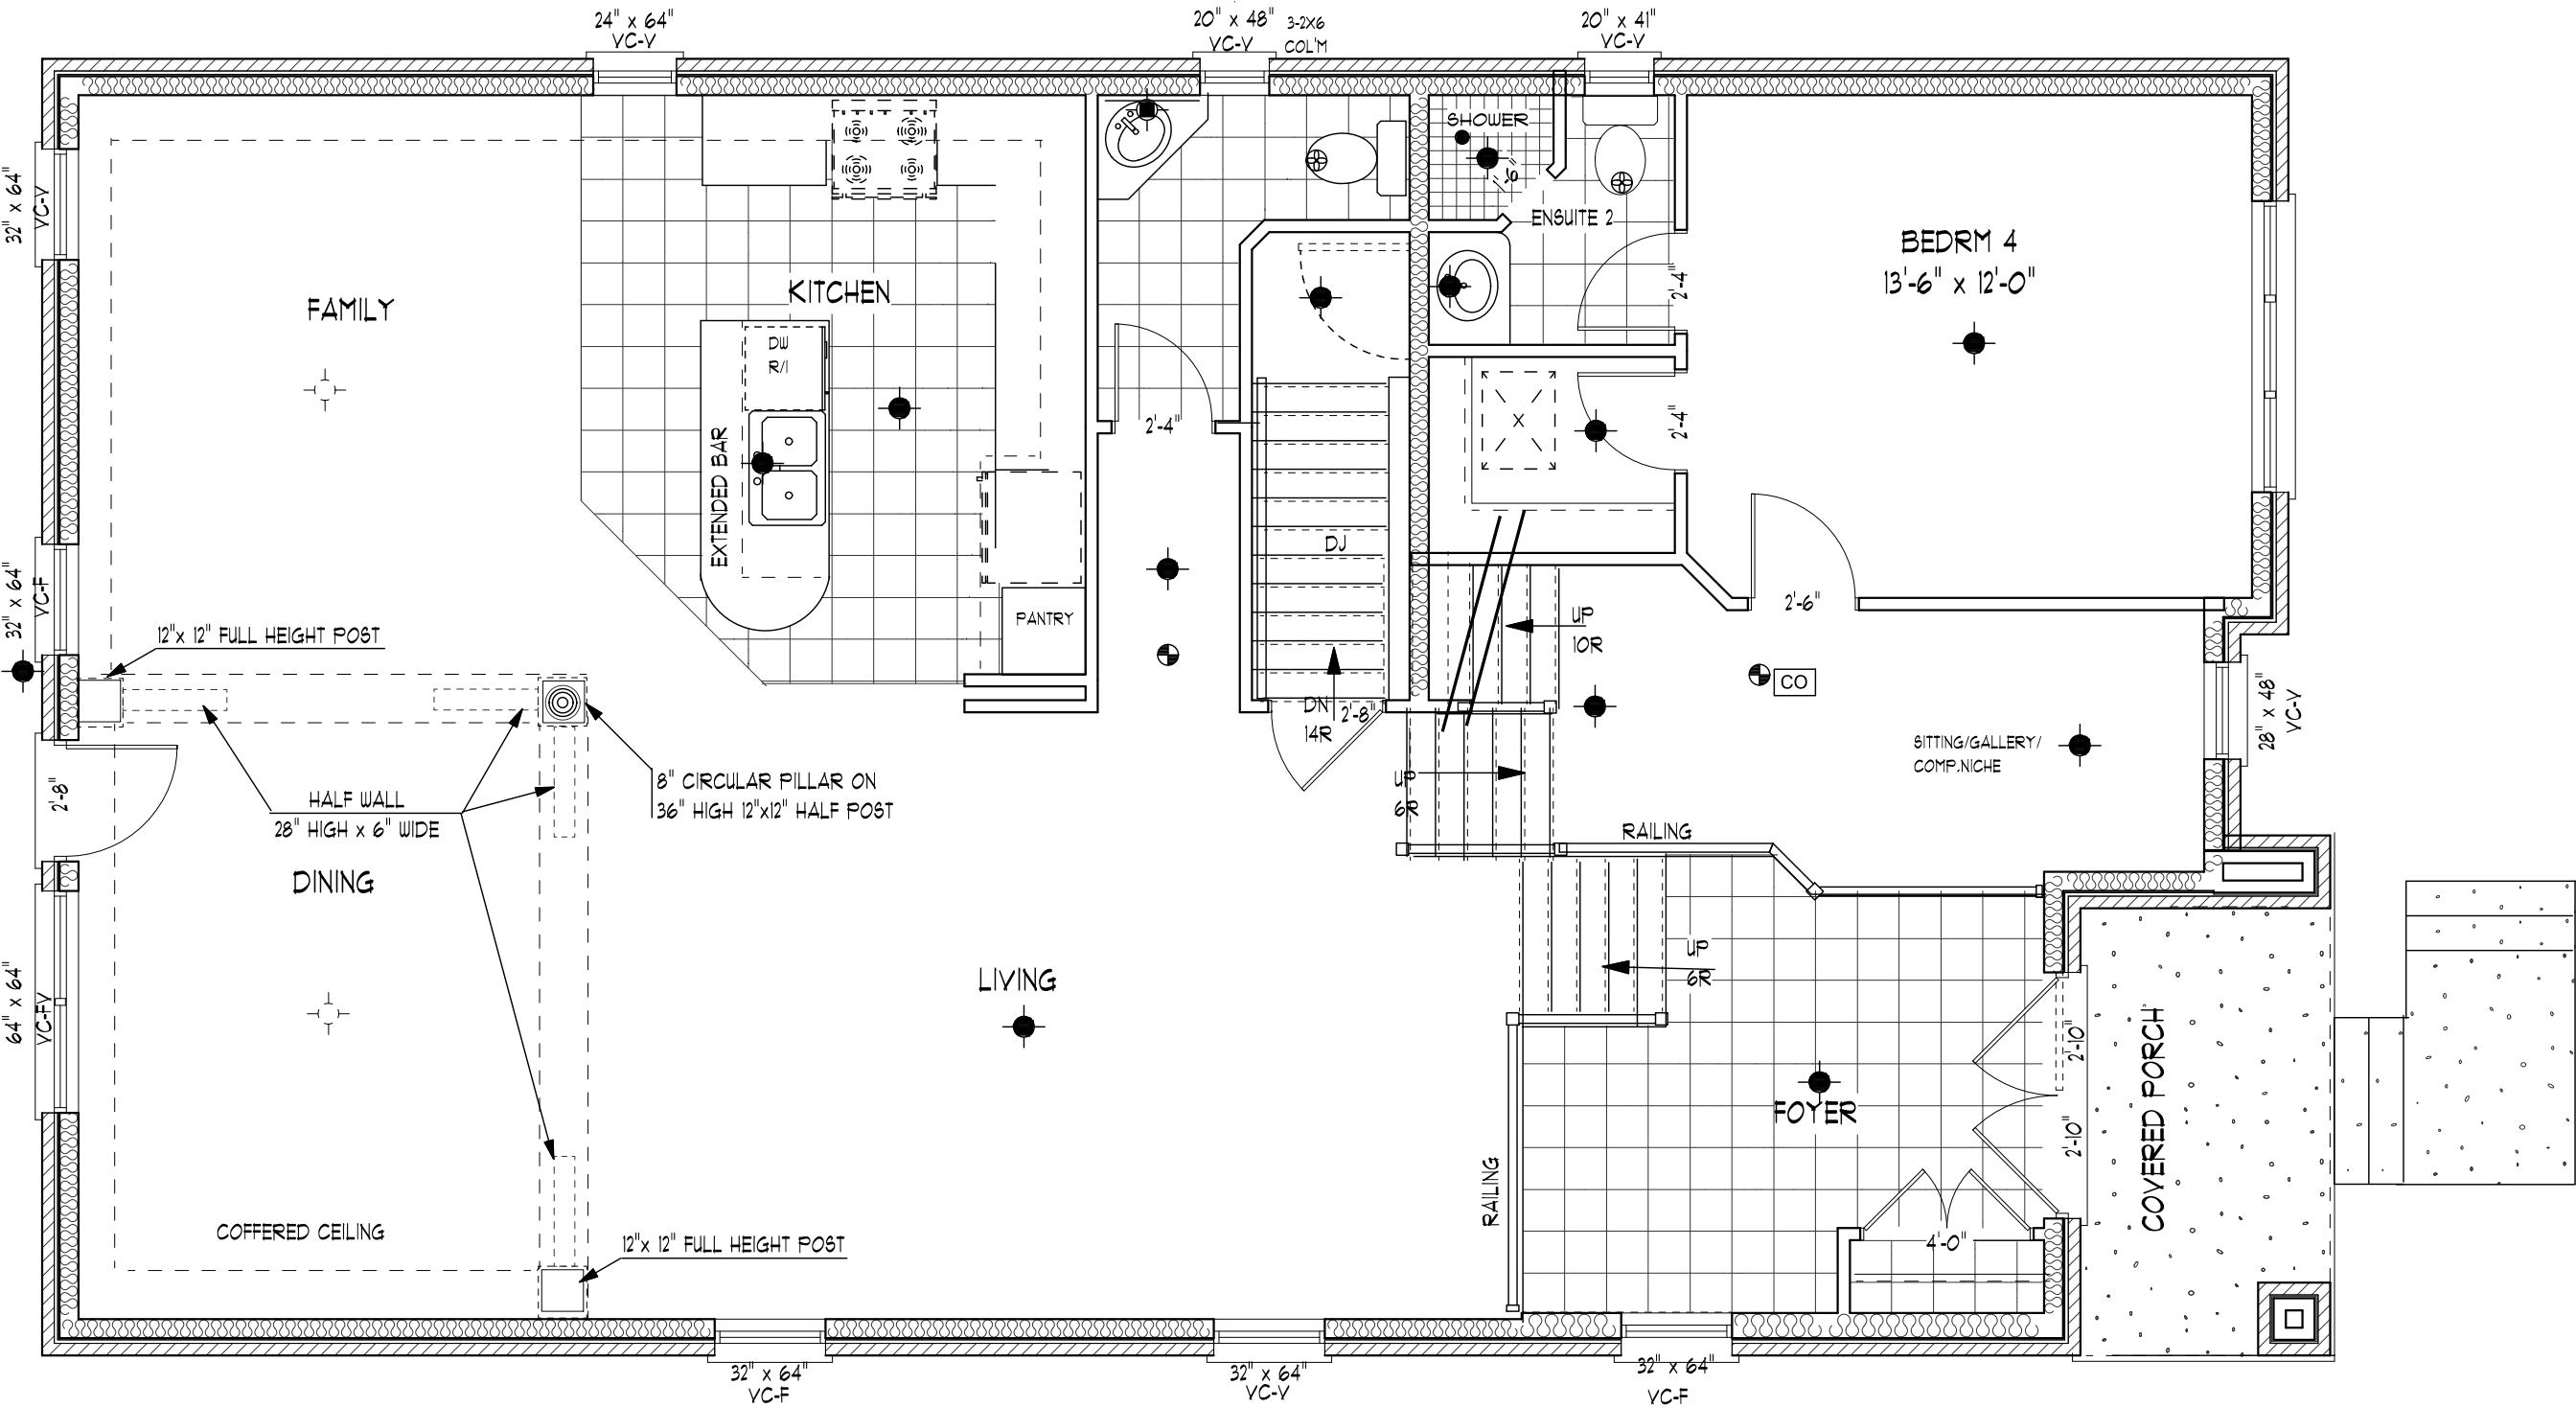 24" x 64"
VC-V
20" x 48"
VC-V
3-2X6
COL'M
20" x 41"
VC-V
32" x 64"
VC-V
SHOWER
1'-6"
ENSUITE 2
2'-4"
BEDRM 4
13'-6" x 12'-0"
FAMILY
KITCHEN
DW
R/I
EXTENDED BAR
2'-4"
2'-4"
X
DJ
32" x 64"
VC-F
12"x 12" FULL HEIGHT POST
PANTRY
UP
10R
2'-6"
CO
DN
14R
2'-8"
28" x 48"
VC-V
SITTING/GALLERY/
COMP.NICHE
2'-8"
HALF WALL
28" HIGH x 6" WIDE
8" CIRCULAR PILLAR ON
36" HIGH 12"x12" HALF POST
UP
6R
RAILING
DINING
LIVING
UP
6R
64" x 64"
VC-FV
2'-10"
2'-10"
COVERED PORCH
FOYER
RAILING
COFFERED CEILING
12"x 12" FULL HEIGHT POST
4'-0"
32" x 64"
VC-F
32" x 64"
VC-V
32" x 64"
VC-F